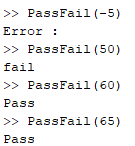 >> PassFail(-5)
Error :
>> PassFail(50)
fail
>> PassFail(60)
Pass
>> PassFail(65)
Pass